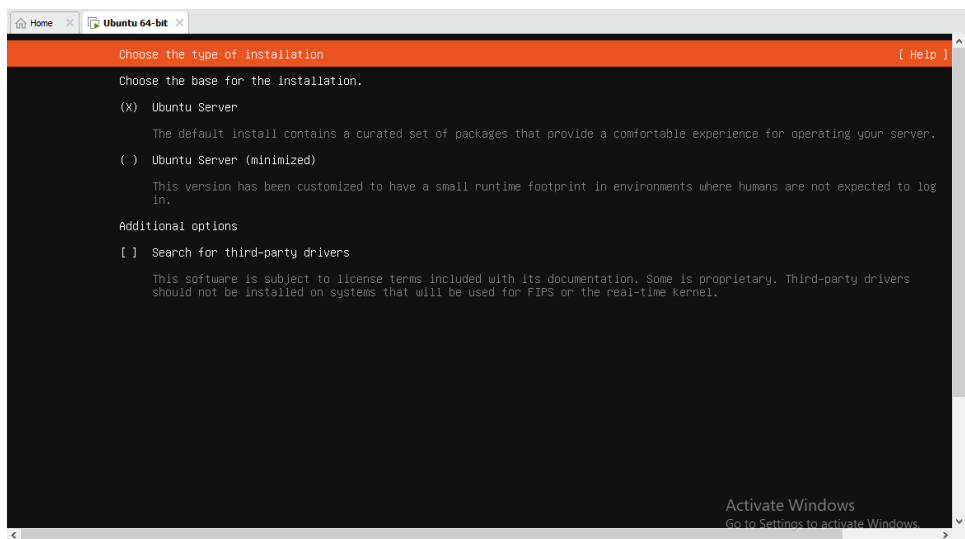 Home
Ubuntu 64-bit
Choose the type of installation [ Help ]
Choose the base for the installation.
(X) Ubuntu Server
The default install contains a curated set of packages that provide a comfortable experience for operating your server.
( ) Ubuntu Server (minimized)
This version has been customized to have a small runtime footprint in environments where humans are not expected to log
in.
Additional options
[ ] Search for third-party drivers
This software is subject to license terms included with its documentation. Some is proprietary. Third-party drivers
should not be installed on systems that will be used for FIPS or the real-time kernel.
Activate Windows
Go to Settings to activate Windows.